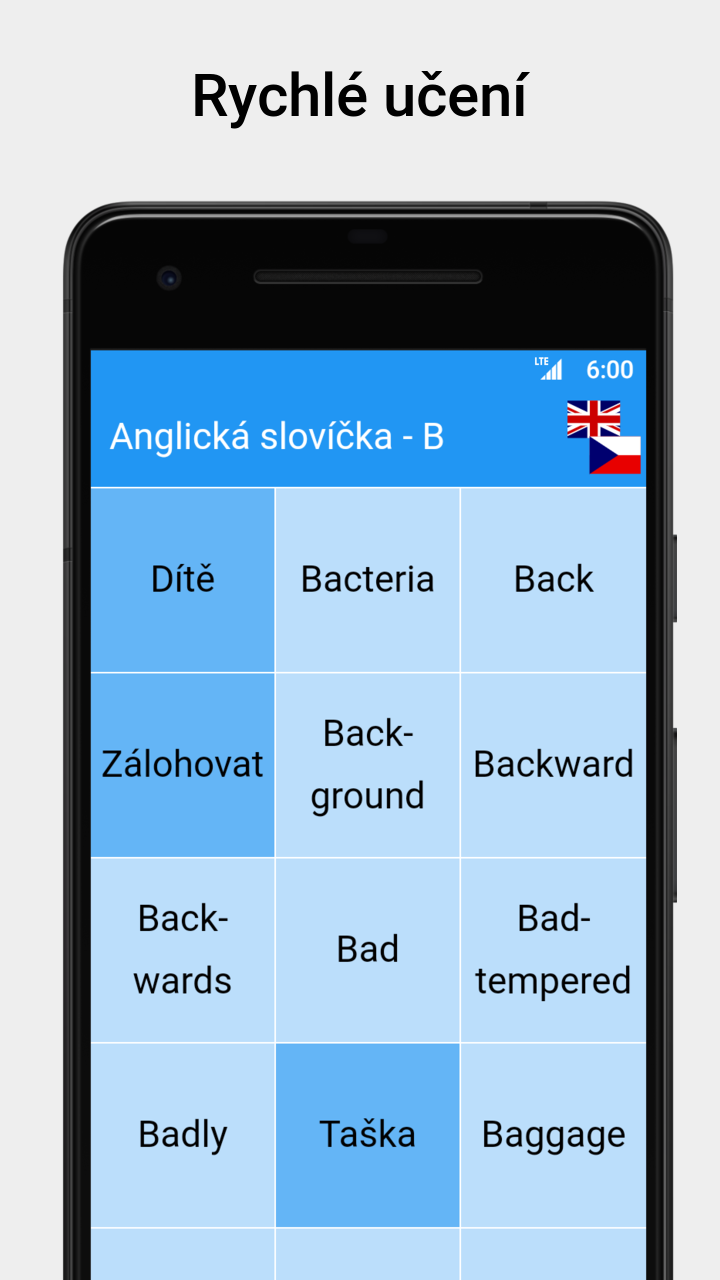 Rychlé učení
LTE 6:00
Anglická slovíčka - B
Dítě
Bacteria
Back
Zálohovat
Back-
ground
Backward
Back-
wards
Bad
Bad-
tempered
Badly
Taška
Baggage